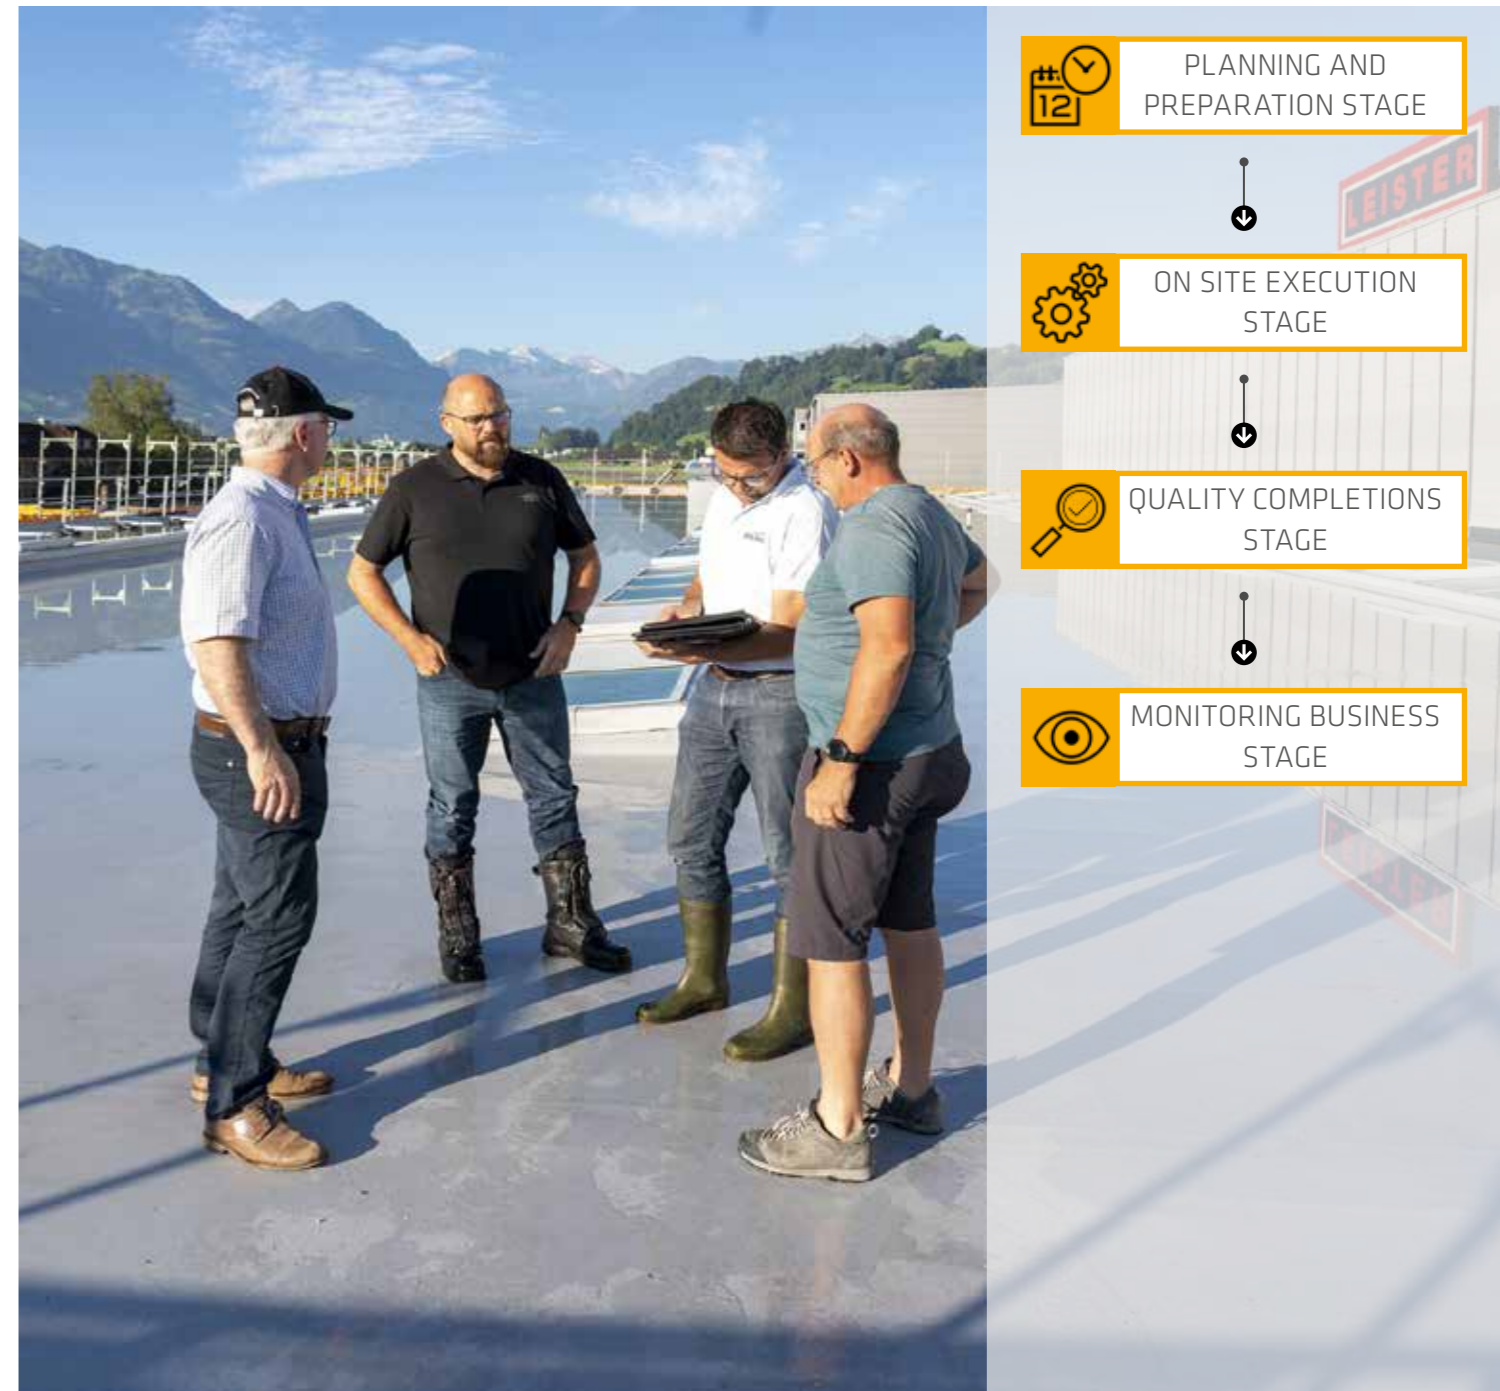 12
PLANNING AND
PREPARATION STAGE
LEISTER
ON SITE EXECUTION
STAGE
QUALITY COMPLETIONS
STAGE
MONITORING BUSINESS
STAGE